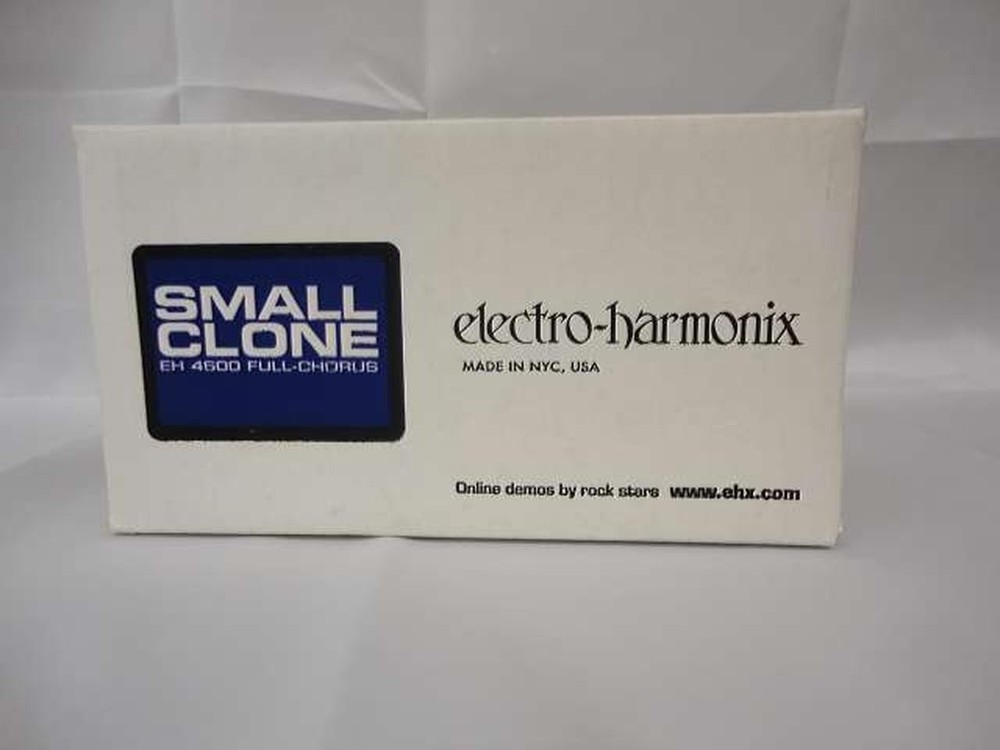 SMALL
CLONE
EH 4600 FULL-CHORUS
electro-harmonix
MADE IN NYC, USA
Online demos by rock stars www.ehx.com